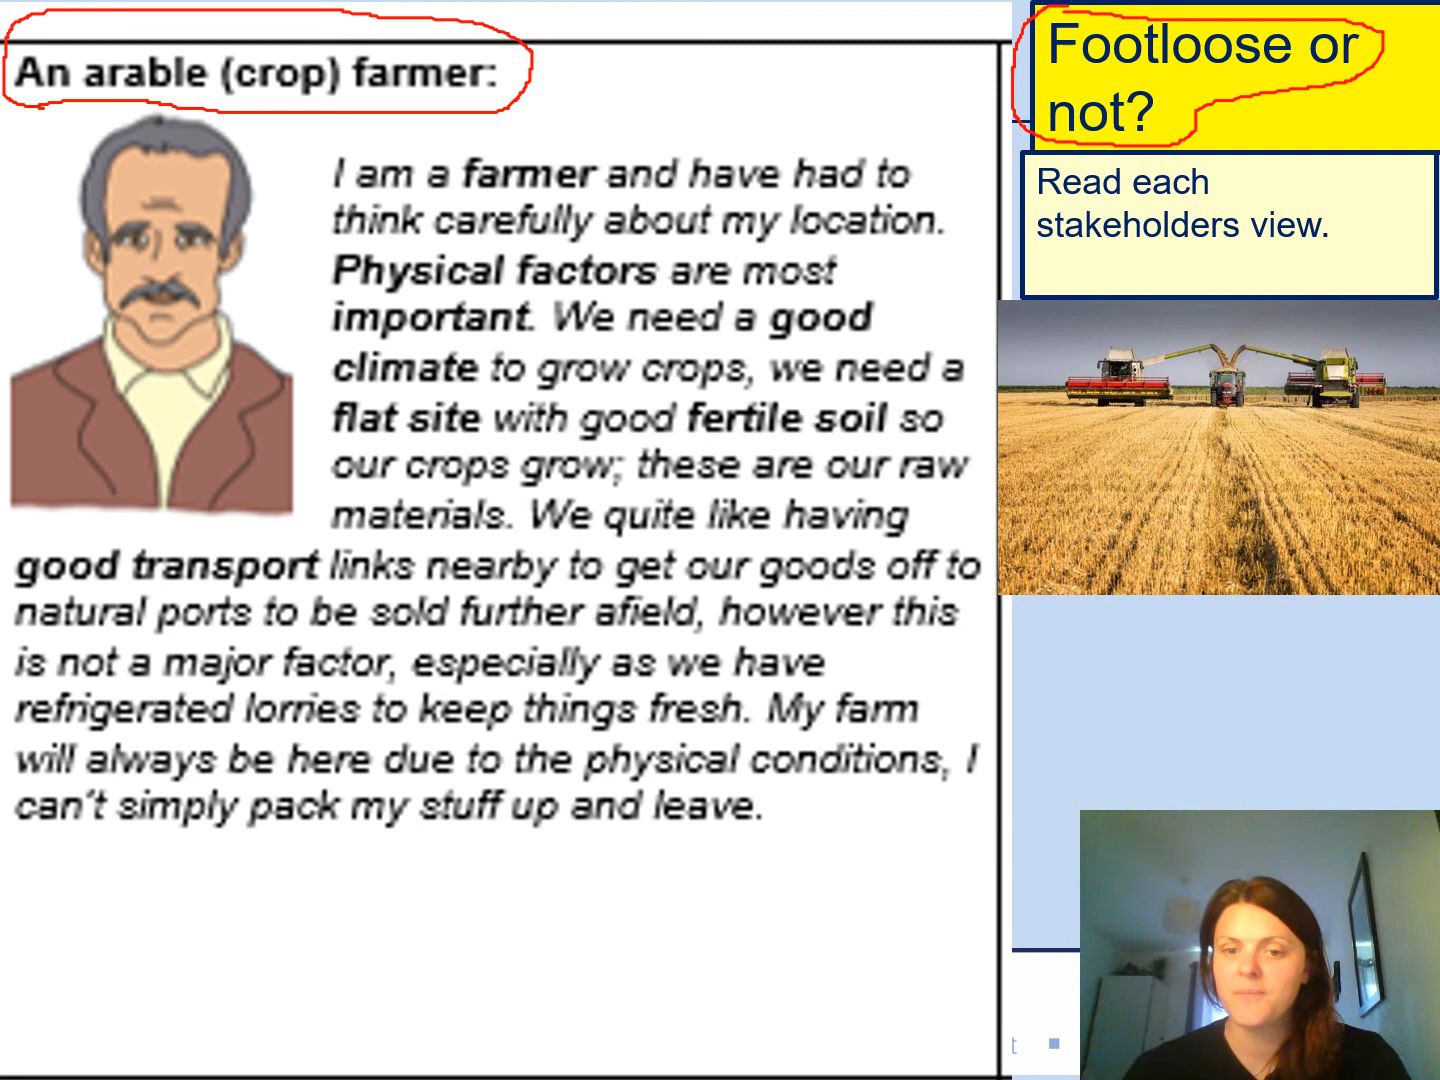 An arable (crop) farmer:
I am a farmer and have had to
think carefully about my location.
Physical factors are most
important. We need a good
climate to grow crops, we need a
flat site with good fertile soil so
our crops grow; these are our raw
materials. We quite like having
good transport links nearby to get our goods off to
natural ports to be sold further afield, however this
is not a major factor, especially as we have
refrigerated lorries to keep things fresh. My farm
will always be here due to the physical conditions, I
can't simply pack my stuff up and leave.
Footloose or
not?
Read each
stakeholders view.
t